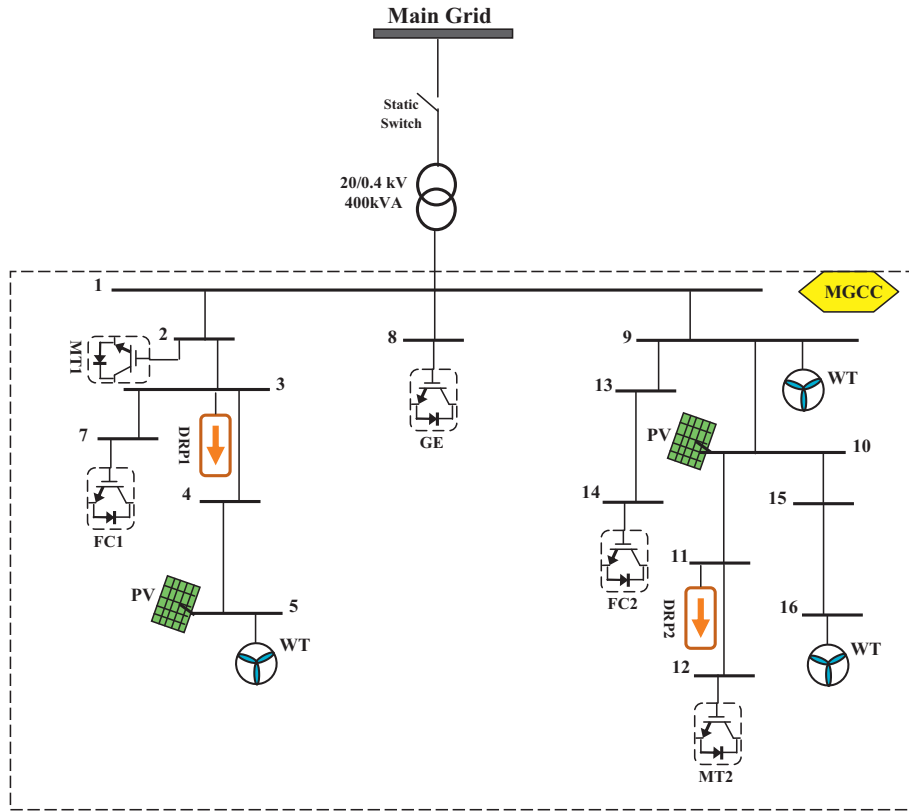 Main Grid
Static
Switch
20/0.4 kV
400kVA
MGCC
1
2
8
9
MT1
3
13
WT
GE
7
DRP1
PV
10
4
14
15
FC1
11
FC2
PV
5
DRP2
16
WT
12
WT
MT2